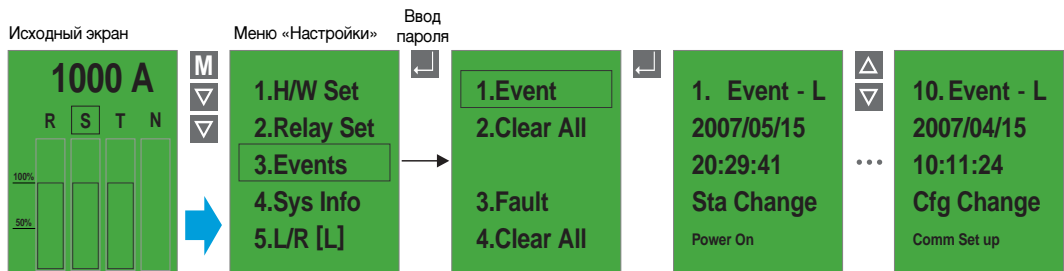 Исходный экран
1000 A
R S T N
100%
50%
M
Меню «Настройки»
1.H/W Set
2.Relay Set
3.Events
4.Sys Info
5.L/R [L]
Ввод
пароля
1.Event
2.Clear All
3.Fault
4.Clear All
1. Event - L
2007/05/15
20:29:41
Sta Change
Power On
...
10. Event - L
2007/04/15
10:11:24
Cfg Change
Comm Set up